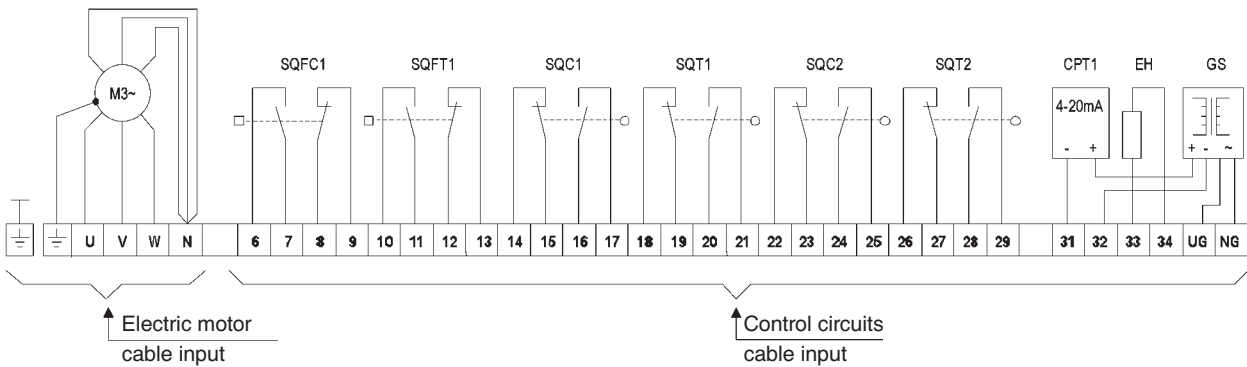 SQFC1 SQFT1 SQC1 SQT1 SQC2 SQT2 CPT1 EH GS
M3~
4-20mA
- + + - ~
U V W N 6 7 8 9 10 11 12 13 14 15 16 17 18 19 20 21 22 23 24 25 26 27 28 29 31 32 33 34 UG NG
Electric motor
cable input
Control circuits
cable input